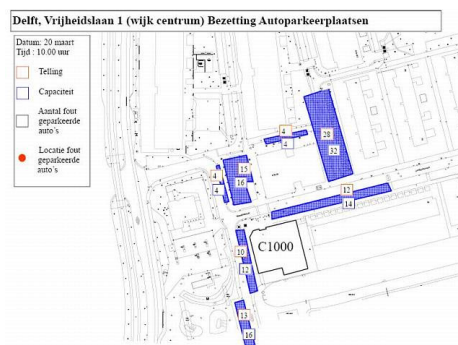 Delft, Vrijheidslaan 1 (wijk centrum) Bezetting Autoparkeerplaatsen
Datum: 20 maart
Tijd : 10.00 uur
Telling
Capaciteit
Aantal fout
geparkeerde
auto's
Locatie fout
geparkeerde
auto's
4
4
28
32
15
16
4
4
12
14
C1000
10
12
13
16